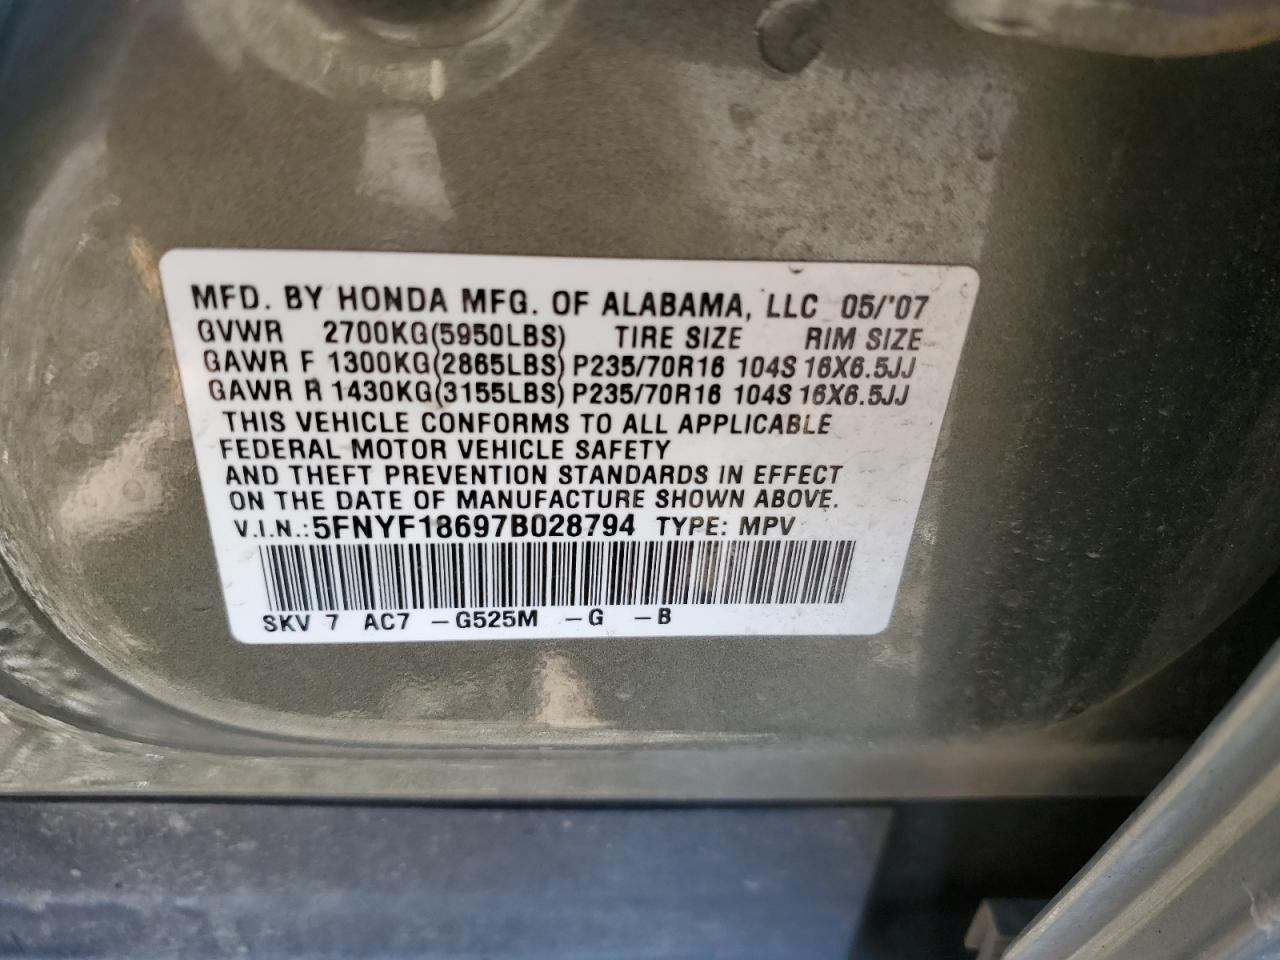 MFD. BY HONDA MFG. OF ALABAMA, LLC 05/'07
GVWR 2700KG(5950LBS) TIRE SIZE RIM SIZE
GAWR F 1300KG(2865LBS) P235/70R16 104S 16X6.5JJ
GAWR R 1430KG(3155LBS) P235/70R16 104S 16X6.5JJ
THIS VEHICLE CONFORMS TO ALL APPLICABLE
FEDERAL MOTOR VEHICLE SAFETY
AND THEFT PREVENTION STANDARDS IN EFFECT
ON THE DATE OF MANUFACTURE SHOWN ABOVE.
V.I.N.: 5FNYF18697B028794 TYPE: MPV
SKV 7 AC7 -G525M -G -B